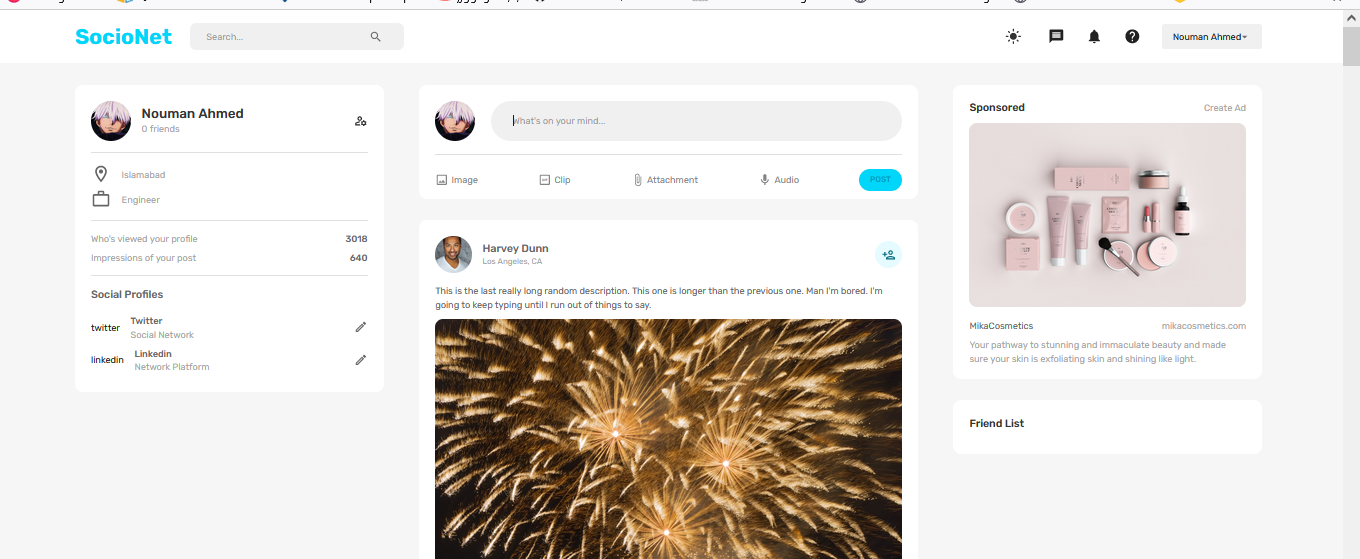 SocioNet
Search...
Nouman Ahmed
Nouman Ahmed
0 friends
Islamabad
Engineer
Who's viewed your profile 3018
Impressions of your post 640
Social Profiles
twitter
Twitter
Social Network
linkedin
Linkedin
Network Platform
What's on your mind...
Image Clip Attachment Audio POST
Harvey Dunn
Los Angeles, CA
This is the last really long random description. This one is longer than the previous one. Man I'm bored. I'm
going to keep typing until I run out of things to say.
Sponsored Create Ad
MikaCosmetics mikacosmetics.com
Your pathway to stunning and immaculate beauty and made
sure your skin is exfoliating skin and shining like light.
Friend List